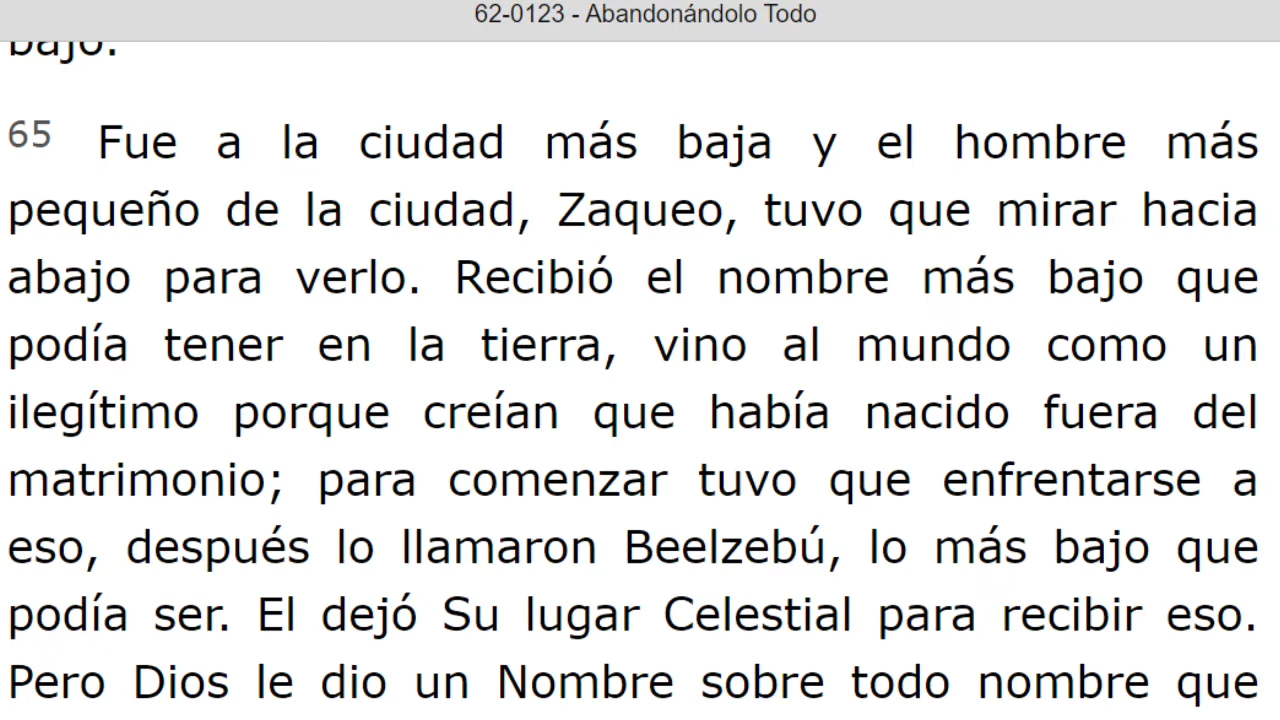 62-0123 - Abandonándolo Todo
bajo.
65 Fue a la ciudad más baja y el hombre más
pequeño de la ciudad, Zaqueo, tuvo que mirar hacia
abajo para verlo. Recibió el nombre más bajo que
podía tener en la tierra, vino al mundo como un
ilegítimo porque creían que había nacido fuera del
matrimonio; para comenzar tuvo que enfrentarse a
eso, después lo llamaron Beelzebú, lo más bajo que
podía ser. El dejó Su lugar Celestial para recibir eso.
Pero Dios le dio un Nombre sobre todo nombre que